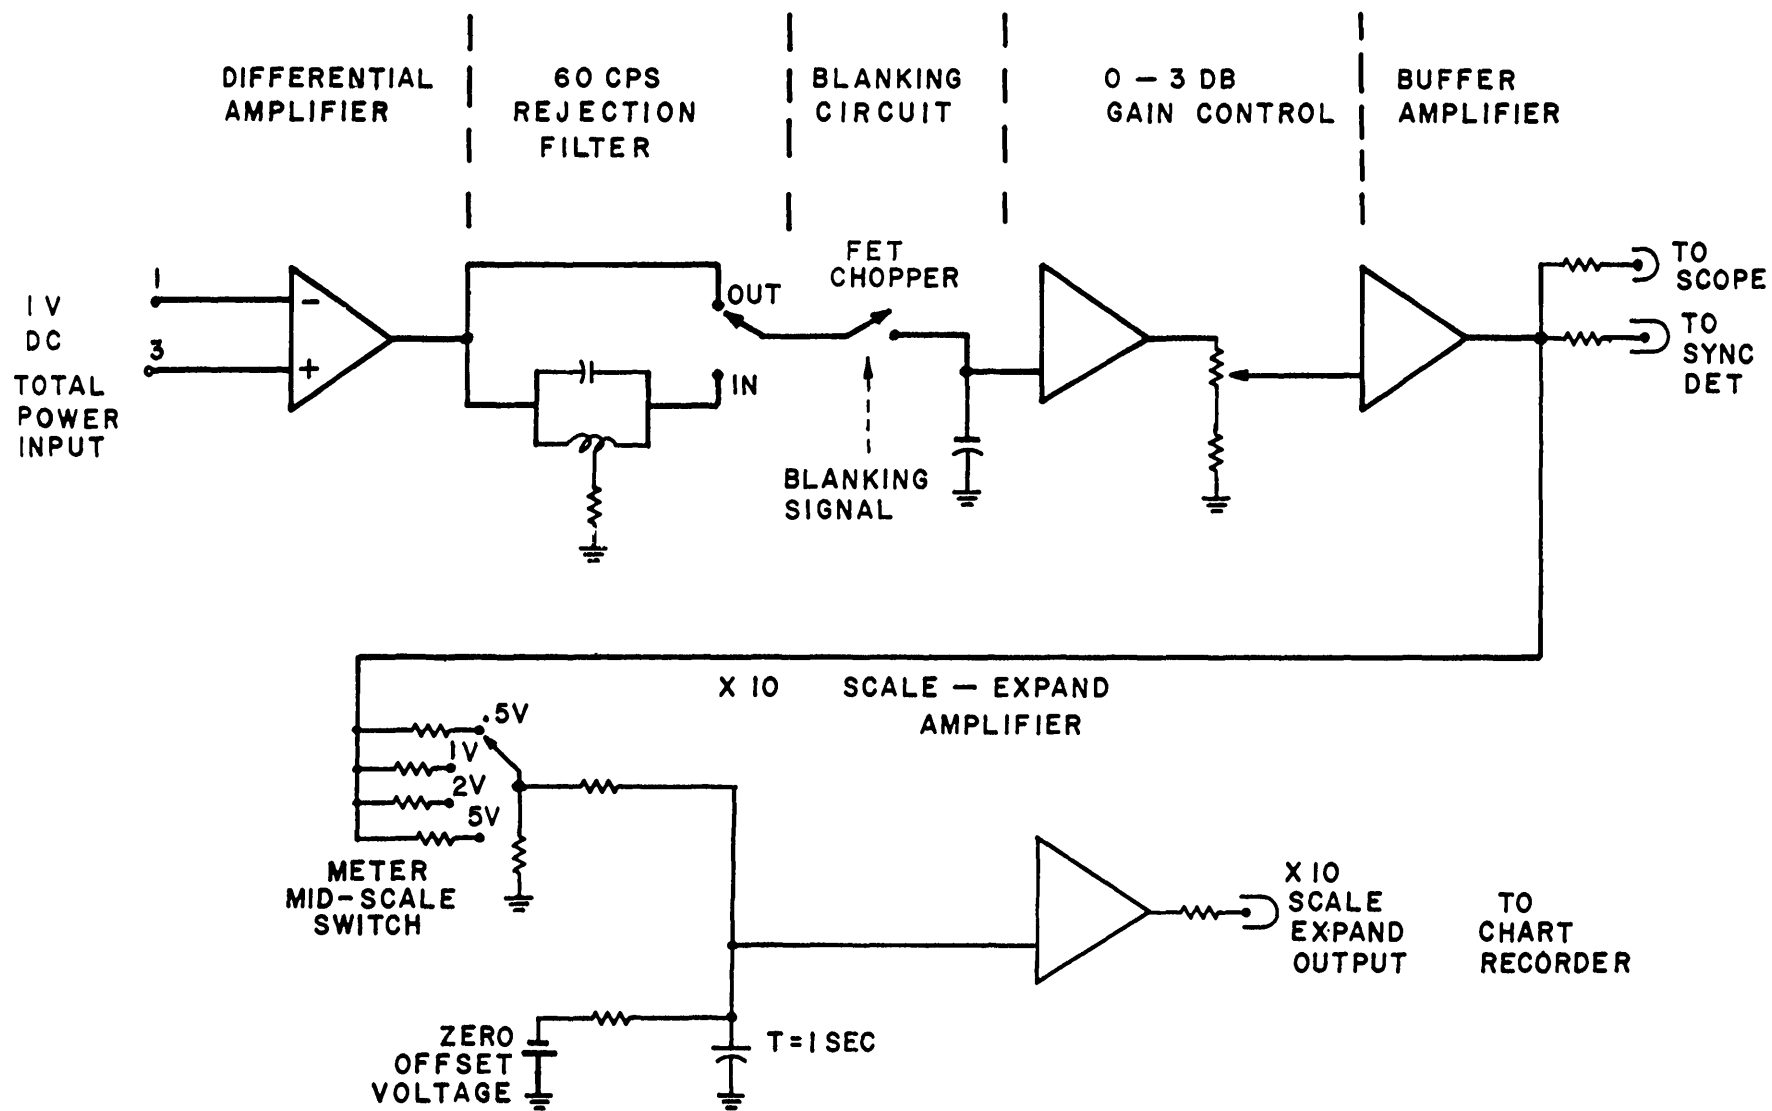 DIFFERENTIAL
AMPLIFIER
60 CPS
REJECTION
FILTER
BLANKING
CIRCUIT
0 – 3 DB
GAIN CONTROL
BUFFER
AMPLIFIER
1 V
DC
TOTAL
POWER
INPUT
1
3
−
+
OUT
IN
FET
CHOPPER
BLANKING
SIGNAL
TO
SCOPE
TO
SYNC
DET
X 10 SCALE – EXPAND
AMPLIFIER
.5V
1V
2V
5V
METER
MID-SCALE
SWITCH
ZERO
OFFSET
VOLTAGE
T = 1 SEC
X 10
SCALE
EXPAND
OUTPUT
TO
CHART
RECORDER